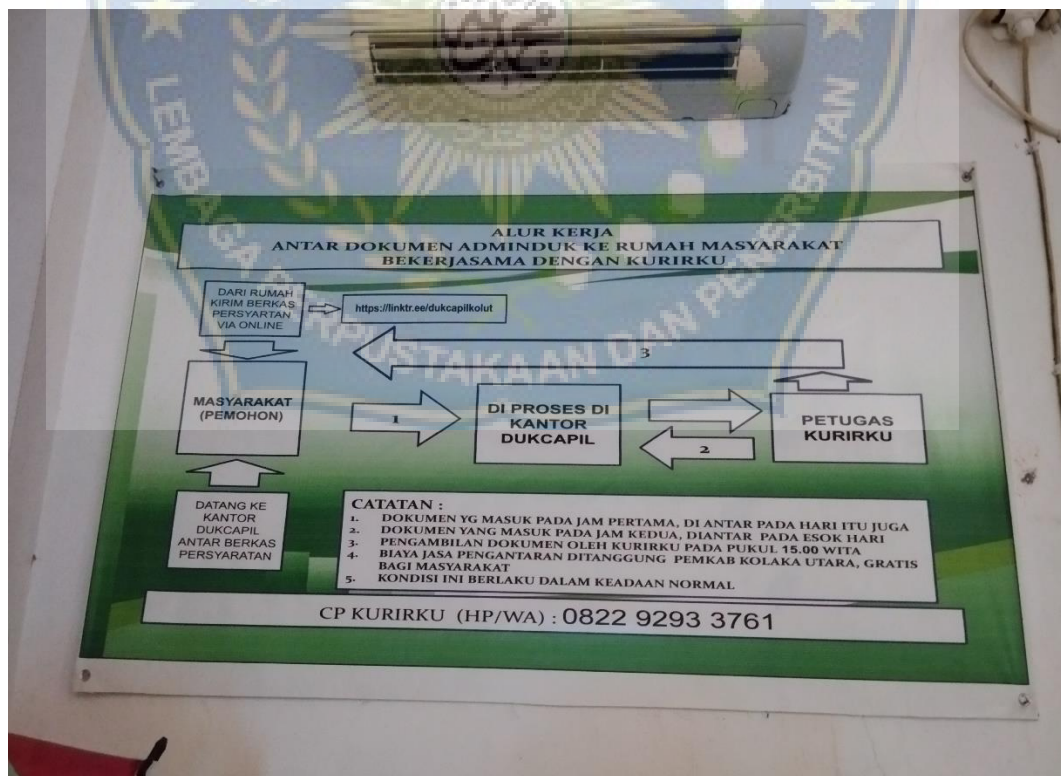 LEMBAGA PERPUSTAKAAN DAN PENERBITAN
ALUR KERJA
ANTAR DOKUMEN ADMINDUK KE RUMAH MASYARAKAT
BEKERJASAMA DENGAN KURIRKU
DARI RUMAH
KIRIM BERKAS
PERSYARTAN
VIA ONLINE
https://linktr.ee/dukcapilkolut
3
MASYARAKAT
(PEMOHON)
1
DI PROSES DI
KANTOR
DUKCAPIL
2
PETUGAS
KURIRKU
DATANG KE
KANTOR
DUKCAPIL
ANTAR BERKAS
PERSYARATAN
CATATAN :
1. DOKUMEN YG MASUK PADA JAM PERTAMA, DI ANTAR PADA HARI ITU JUGA
2. DOKUMEN YANG MASUK PADA JAM KEDUA, DIANTAR PADA ESOK HARI
3. PENGAMBILAN DOKUMEN OLEH KURIRKU PADA PUKUL 15.00 WITA
4. BIAYA JASA PENGANTARAN DITANGGUNG PEMKAB KOLAKA UTARA, GRATIS
BAGI MASYARAKAT
5. KONDISI INI BERLAKU DALAM KEADAAN NORMAL
CP KURIRKU (HP/WA) : 0822 9293 3761